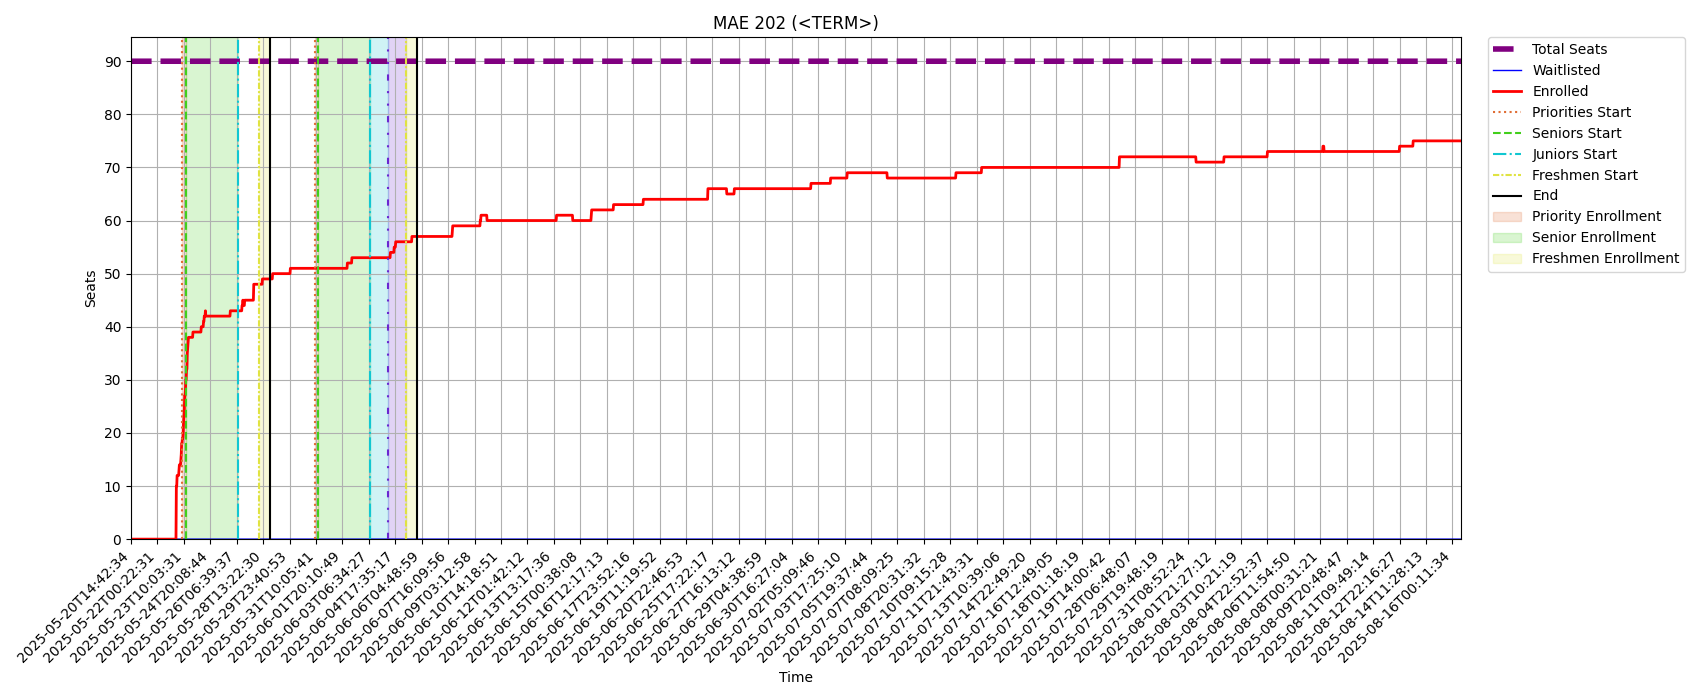 MAE 202 (<TERM>)
Total Seats
Waitlisted
Enrolled
Priorities Start
Seniors Start
Juniors Start
Freshmen Start
End
Priority Enrollment
Senior Enrollment
Freshmen Enrollment
Seats
90
80
70
60
50
40
30
20
10
0
2025-05-20T14:42:34
2025-05-22T00:22:31
2025-05-23T10:03:31
2025-05-24T20:08:44
2025-05-26T06:39:37
2025-05-28T13:22:30
2025-05-29T23:40:53
2025-05-31T10:05:41
2025-06-01T20:10:49
2025-06-03T06:34:27
2025-06-04T17:35:17
2025-06-06T04:48:59
2025-06-07T16:09:56
2025-06-09T03:12:58
2025-06-10T14:18:51
2025-06-12T01:42:12
2025-06-13T13:17:36
2025-06-15T00:38:08
2025-06-16T12:17:13
2025-06-17T23:52:16
2025-06-19T11:19:52
2025-06-20T22:46:53
2025-06-25T17:22:17
2025-06-27T16:13:12
2025-06-29T04:38:59
2025-06-30T16:27:04
2025-07-02T05:09:46
2025-07-03T17:25:10
2025-07-05T19:37:44
2025-07-07T08:09:25
2025-07-08T20:31:32
2025-07-10T09:15:28
2025-07-11T21:43:31
2025-07-13T10:39:06
2025-07-14T22:49:20
2025-07-16T12:49:05
2025-07-18T01:18:19
2025-07-19T14:00:42
2025-07-28T06:48:07
2025-07-29T19:48:19
2025-07-31T08:52:24
2025-08-01T21:27:12
2025-08-03T10:21:19
2025-08-04T22:52:37
2025-08-06T11:54:50
2025-08-08T00:31:21
2025-08-09T20:48:47
2025-08-11T09:49:14
2025-08-12T22:16:27
2025-08-14T11:28:13
2025-08-16T00:11:34
Time